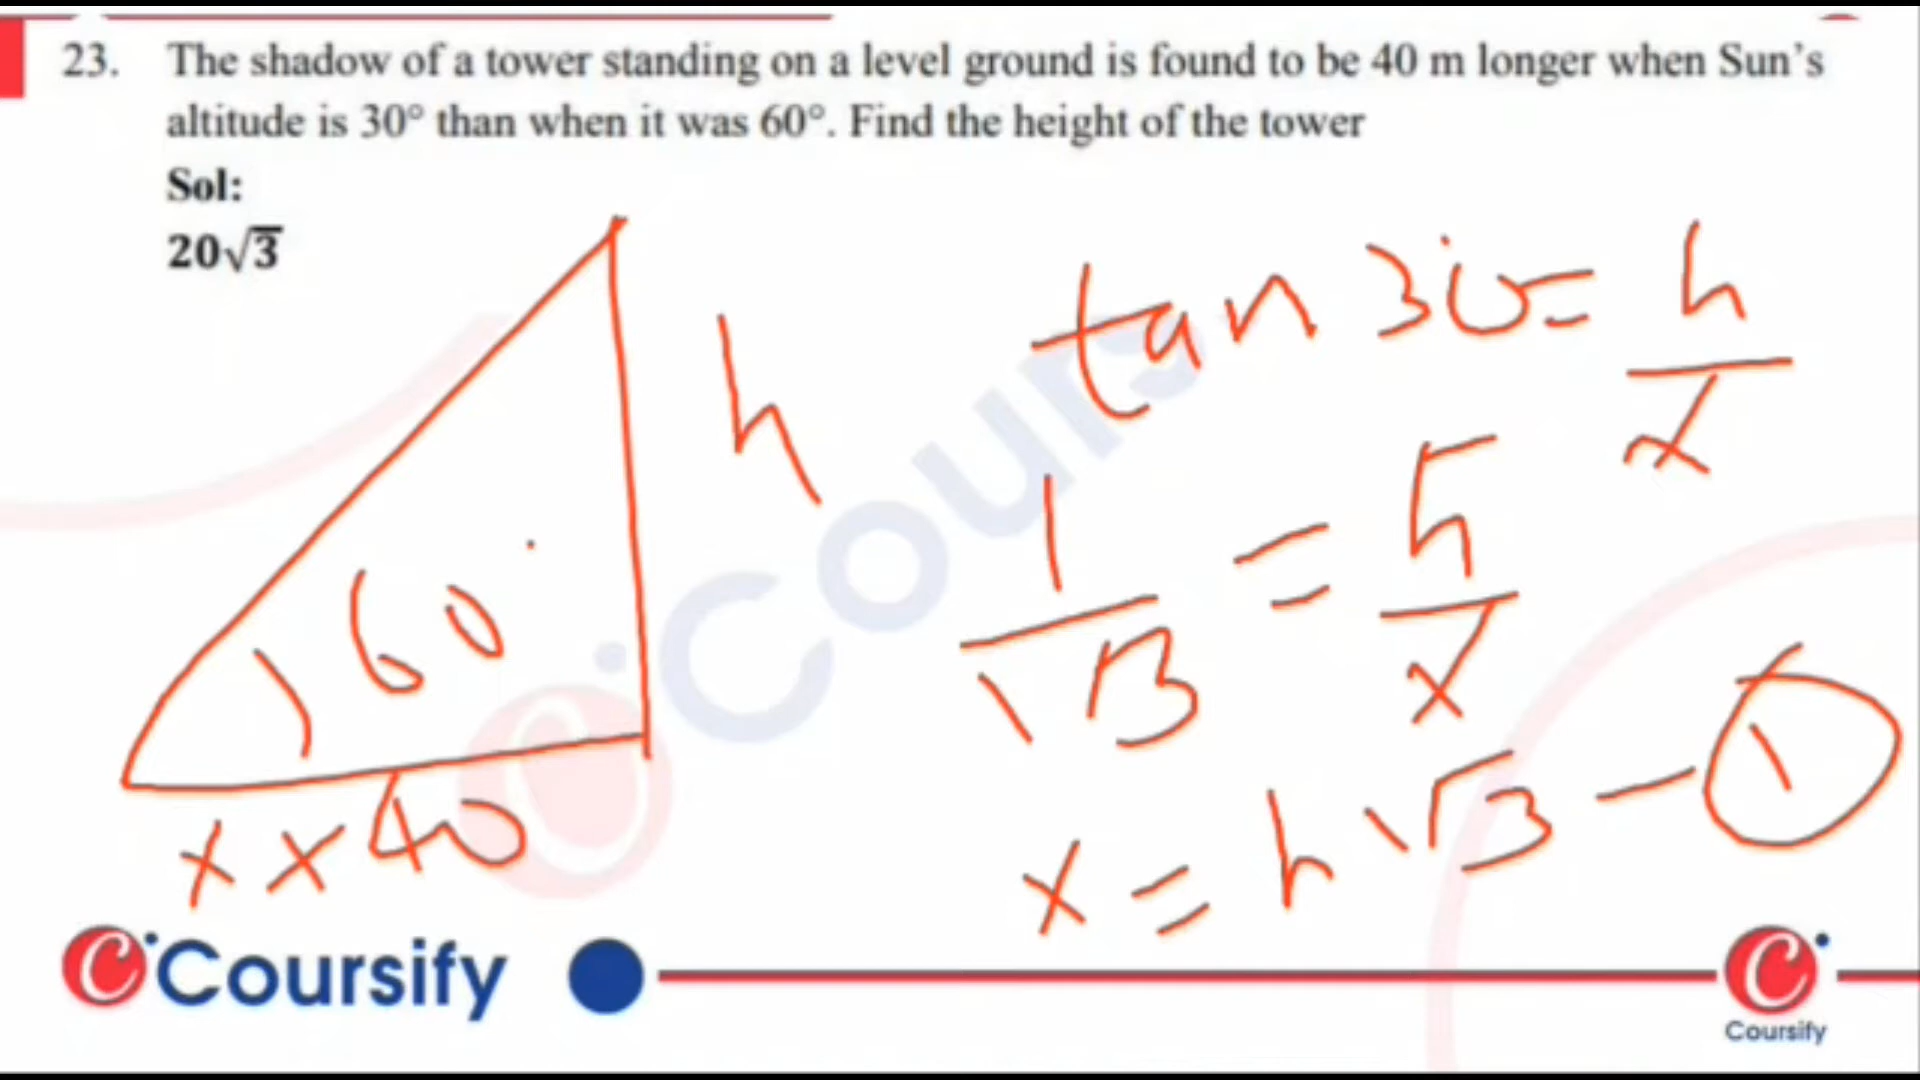 23. The shadow of a tower standing on a level ground is found to be 40 m longer when Sun's
altitude is 30° than when it was 60°. Find the height of the tower
Sol:
20√3
tan 30 = h/x
h
1/√3 = h/x
60
x x 40
x = h√3 – ①
Coursify
Coursify
Cour